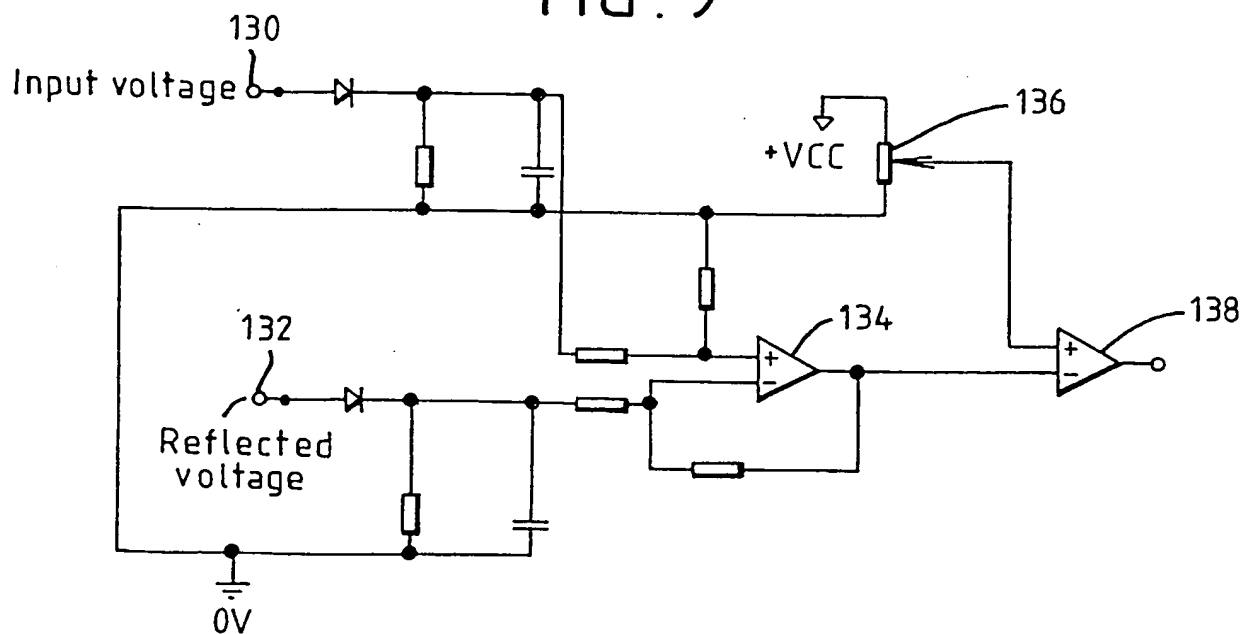 130
Input voltage
136
+VCC
+
-
134
+
-
138
132
Reflected
voltage
0V